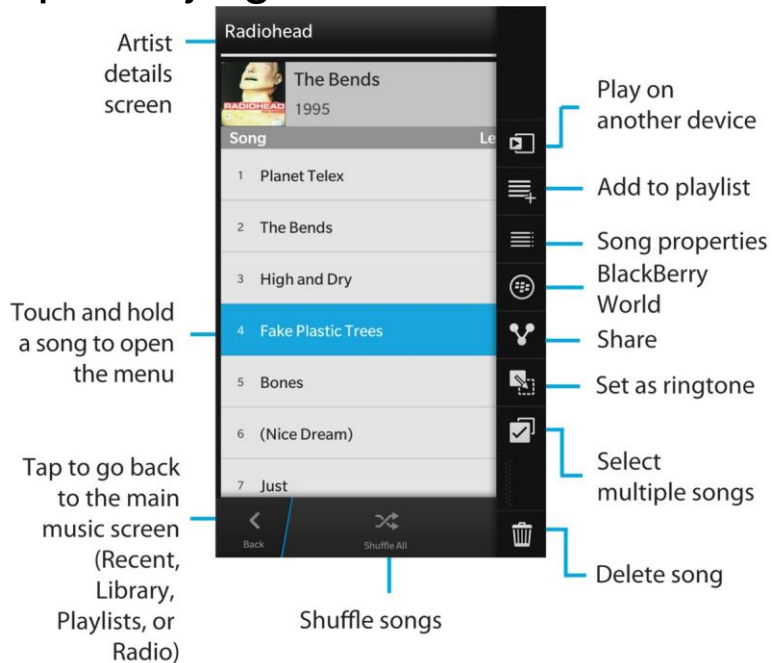 Artist
details
screen
Touch and hold
a song to open
the menu
Tap to go back
to the main
music screen
(Recent,
Library,
Playlists, or
Radio)
Radiohead
RADIOHEAD
The Bends
1995
Song Le
1 Planet Telex
2 The Bends
3 High and Dry
4 Fake Plastic Trees
5 Bones
6 (Nice Dream)
7 Just
Back
Shuffle All
Shuffle songs
Play on
another device
Add to playlist
Song properties
BlackBerry
World
Share
Set as ringtone
Select
multiple songs
Delete song